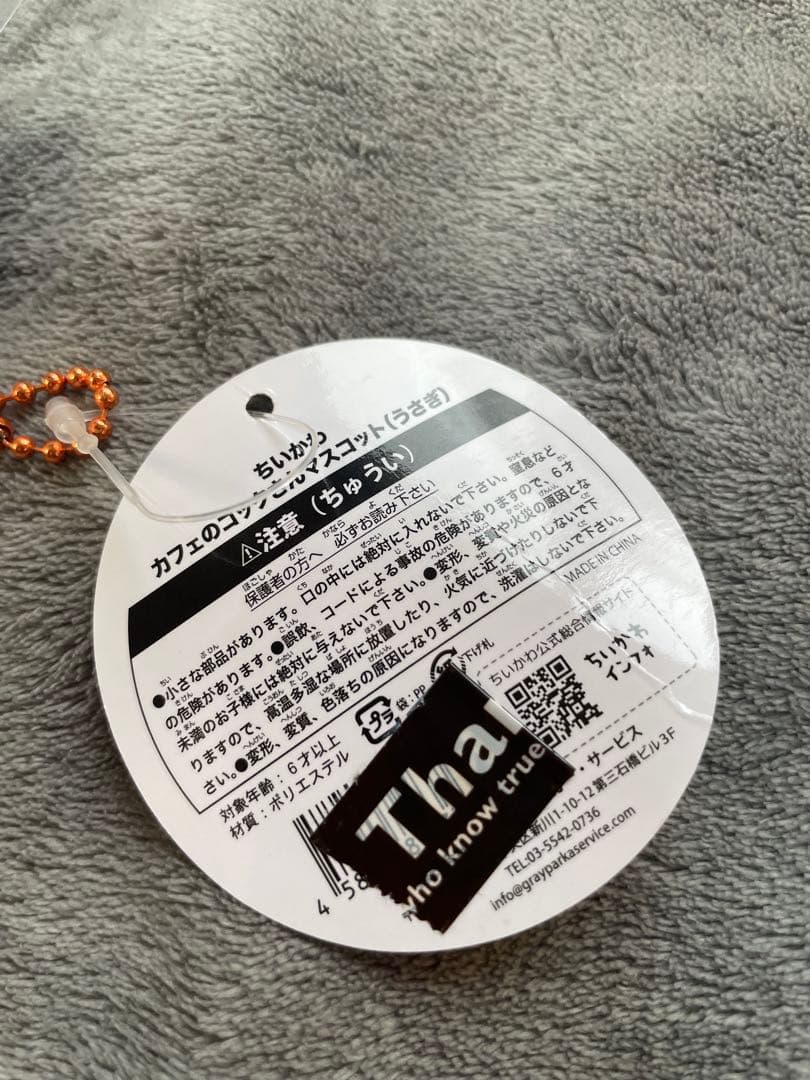 ちいかわ
カフェのコックさんマスコット(うさぎ)
⚠注意(ちゅうい)
保護者の方へ 必ずお読み下さい
●小さな部品があります。口の中には絶対に入れないで下さい。窒息など
の危険があります。●誤飲、コードによる事故の危険がありますので、6才
未満のお子様には絶対に与えないで下さい。●変形、変質や火災の原因とな
りますので、高温多湿な場所に放置したり、火気に近づけたりしないで下
さい。●変形、変質、色落ちの原因になりますので、洗濯はしないで下さい。
対象年齢:6才以上
材質:ポリエステル
MADE IN CHINA
プラ
袋:PP
下げ札
ちいかわ公式総合情報サイト
ちいかわ
インフォ
Tha
who know true
4 58
8
・サービス
区新川1-10-12 第三石橋ビル3F
TEL:03-5542-0736
info@grayparkaservice.com